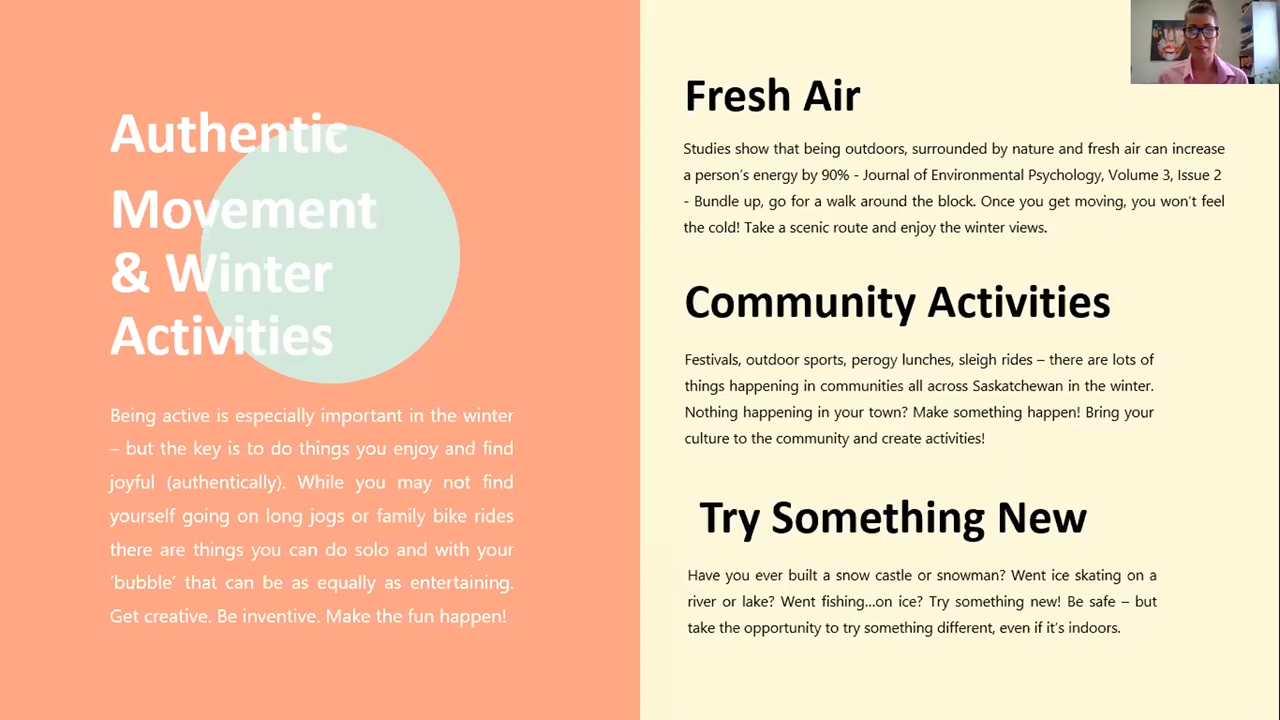 Authentic
Movement
& Winter
Activities
Being active is especially important in the winter
– but the key is to do things you enjoy and find
joyful (authentically). While you may not find
yourself going on long jogs or family bike rides
there are things you can do solo and with your
‘bubble’ that can be as equally as entertaining.
Get creative. Be inventive. Make the fun happen!
Fresh Air
Studies show that being outdoors, surrounded by nature and fresh air can increase
a person’s energy by 90% - Journal of Environmental Psychology, Volume 3, Issue 2
- Bundle up, go for a walk around the block. Once you get moving, you won’t feel
the cold! Take a scenic route and enjoy the winter views.
Community Activities
Festivals, outdoor sports, perogy lunches, sleigh rides – there are lots of
things happening in communities all across Saskatchewan in the winter.
Nothing happening in your town? Make something happen! Bring your
culture to the community and create activities!
Try Something New
Have you ever built a snow castle or snowman? Went ice skating on a
river or lake? Went fishing...on ice? Try something new! Be safe – but
take the opportunity to try something different, even if it’s indoors.